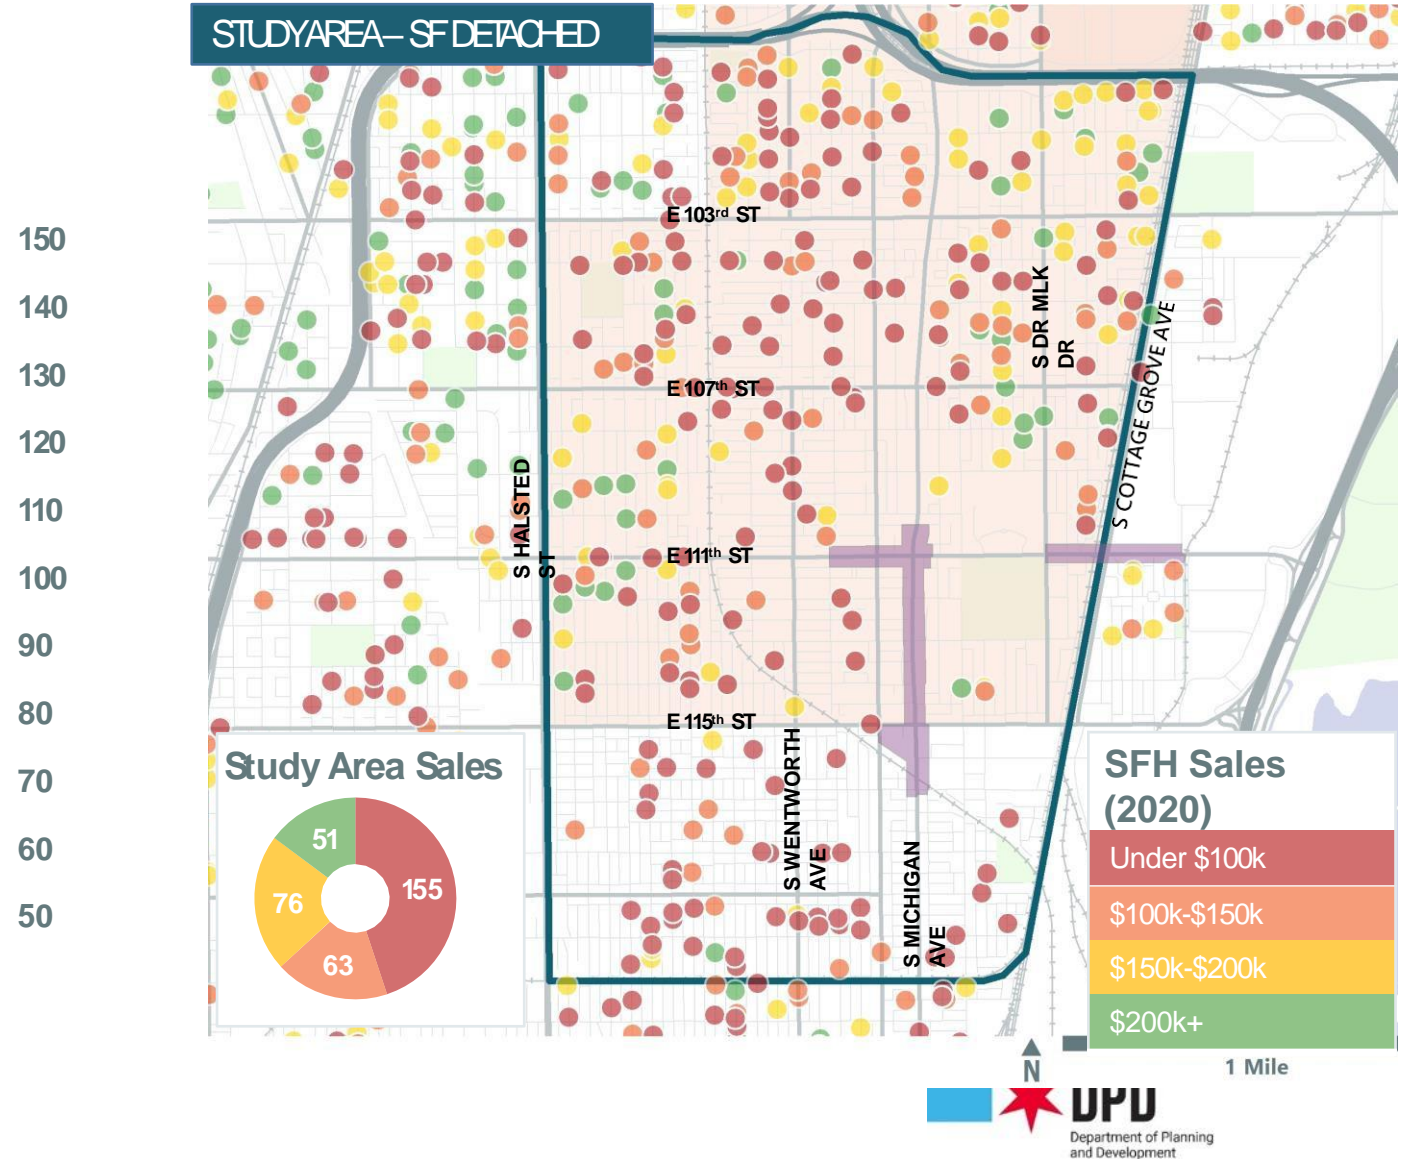 STUDY AREA – SF DETACHED
E 103rd ST
150
140
S DR MLK
DR
S COTTAGE GROVE AVE
130
E 107th ST
120
S HALSTED
ST
110
E 111th ST
100
90
80
E 115th ST
70
60
50
Study Area Sales
51
155
76
63
S WENTWORTH
AVE
S MICHIGAN
AVE
SFH Sales
(2020)
Under $100k
$100k-$150k
$150k-$200k
$200k+
N
1 Mile
DPD
Department of Planning
and Development